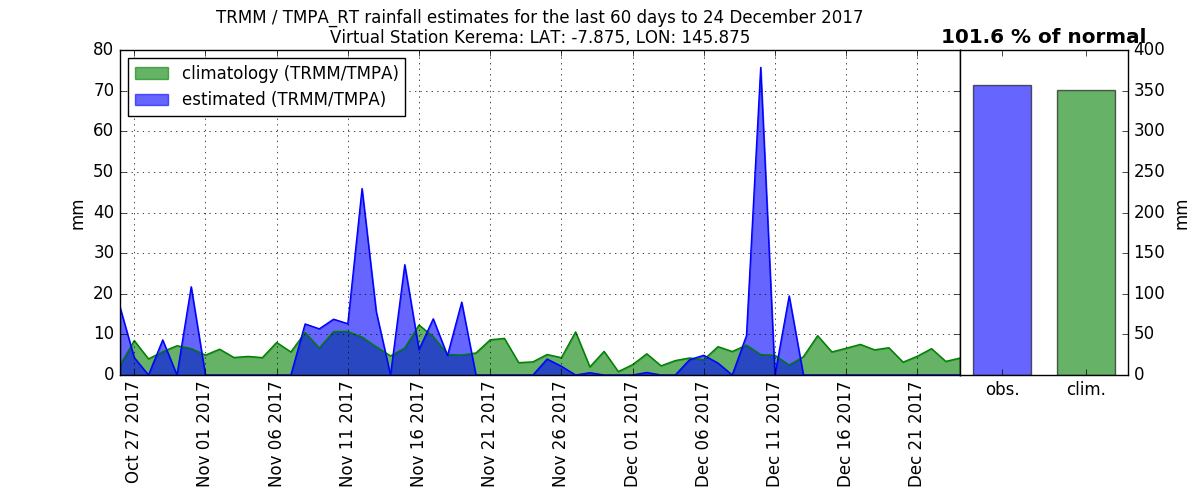 TRMM / TMPA_RT rainfall estimates for the last 60 days to 24 December 2017
Virtual Station Kerema: LAT: -7.875, LON: 145.875
101.6 % of normal
climatology (TRMM/TMPA)
estimated (TRMM/TMPA)
mm
80
70
60
50
40
30
20
10
0
Oct 27 2017
Nov 01 2017
Nov 06 2017
Nov 11 2017
Nov 16 2017
Nov 21 2017
Nov 26 2017
Dec 01 2017
Dec 06 2017
Dec 11 2017
Dec 16 2017
Dec 21 2017
obs.
clim.
400
350
300
250
200
150
100
50
0
mm